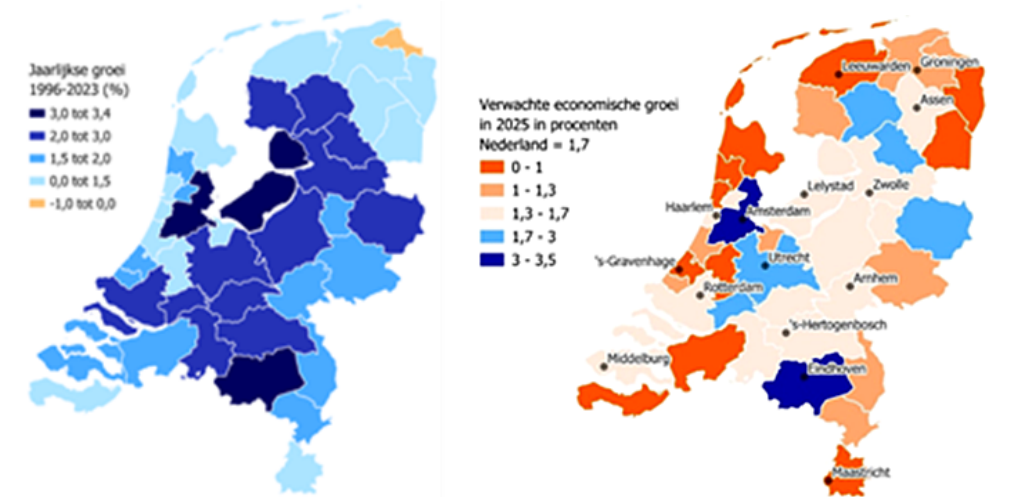 Jaarlijkse groei
1996-2023 (%)
3,0 tot 3,4
2,0 tot 3,0
1,5 tot 2,0
0,0 tot 1,5
-1,0 tot 0,0
Verwachte economische groei
in 2025 in procenten
Nederland = 1,7
0 - 1
1 - 1,3
1,3 - 1,7
1,7 - 3
3 - 3,5
Leeuwarden
Groningen
Assen
Lelystad
Zwolle
Haarlem
Amsterdam
's-Gravenhage
Utrecht
Rotterdam
Arnhem
's-Hertogenbosch
Middelburg
Eindhoven
Maastricht